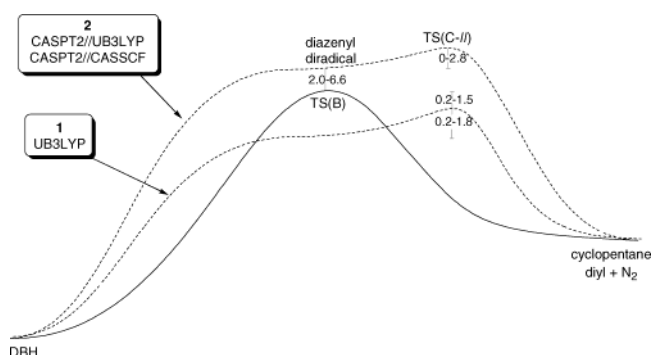 2
CASPT2//UB3LYP
CASPT2//CASSCF
1
UB3LYP
diazenyl
diradical
2.0-6.6
TS(B)
TS(C-//)
0-2.8
0.2-1.5
0.2-1.8
cyclopentane
diyl + N2
DBH